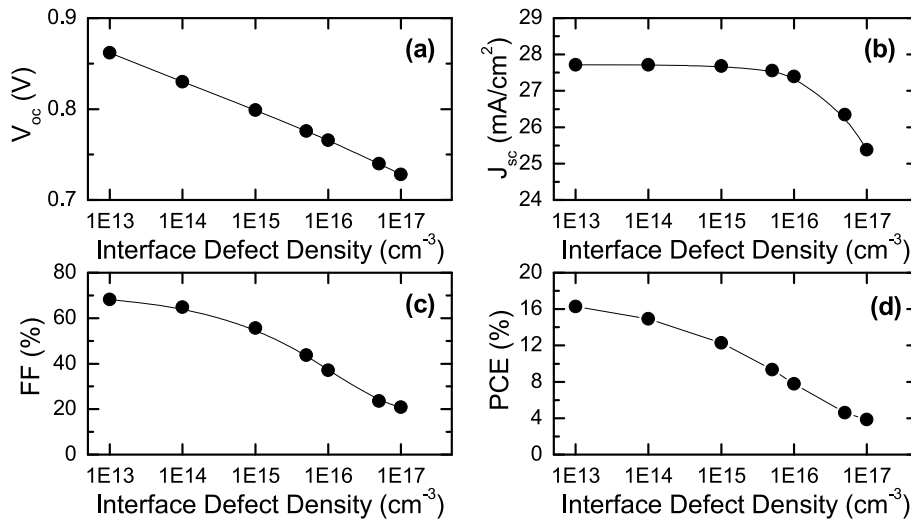 0.9
0.8
0.7
V_oc (V)
(a)
1E13 1E14 1E15 1E16 1E17
Interface Defect Density (cm⁻³)
29
28
27
26
25
24
J_sc (mA/cm²)
(b)
1E13 1E14 1E15 1E16 1E17
Interface Defect Density (cm⁻³)
80
60
40
20
0
FF (%)
(c)
1E13 1E14 1E15 1E16 1E17
Interface Defect Density (cm⁻³)
20
16
12
8
4
0
PCE (%)
(d)
1E13 1E14 1E15 1E16 1E17
Interface Defect Density (cm⁻³)